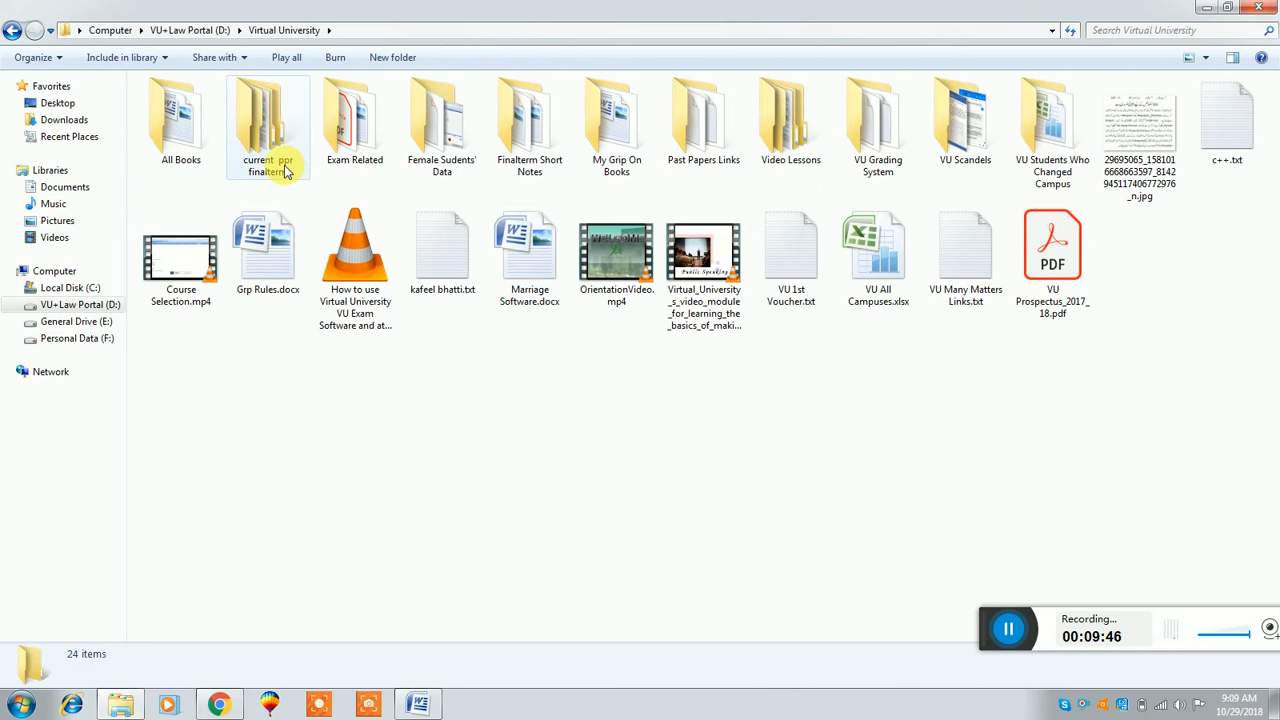 Computer VU+Law Portal (D:) Virtual University
Search Virtual University
Organize Include in library Share with Play all Burn New folder
Favorites
Desktop
Downloads
Recent Places
Libraries
Documents
Music
Pictures
Videos
Computer
Local Disk (C:)
VU+Law Portal (D:)
General Drive (E:)
Personal Data (F:)
Network
All Books
current ppr
finalterm
Exam Related
Female Sudents'
Data
Finalterm Short
Notes
My Grip On
Books
Past Papers Links
Video Lessons
VU Grading
System
VU Scandels
VU Students Who
Changed
Campus
29695065_158101
6668663597_8142
945117406772976
_n.jpg
c++.txt
Course
Selection.mp4
Grp Rules.docx
How to use
Virtual University
VU Exam
Software and at...
kafeel bhatti.txt
Marriage
Software.docx
WELCOME
OrientationVideo.
mp4
Public Speaking
Virtual_University
_s_video_module
_for_learning_the
_basics_of_maki...
VU 1st
Voucher.txt
VU All
Campuses.xlsx
VU Many Matters
Links.txt
PDF
VU
Prospectus_2017_
18.pdf
Recording...
00:09:46
24 items
9:09 AM
10/29/2018